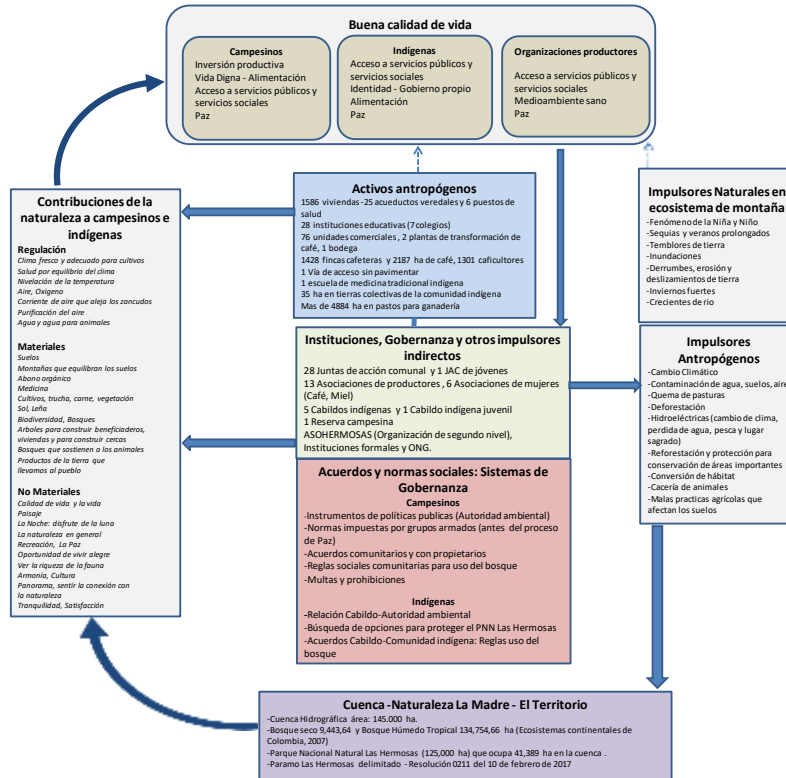 Buena calidad de vida
Campesinos
Inversión productiva
Vida Digna - Alimentación
Acceso a servicios públicos y
servicios sociales
Paz
Indígenas
Acceso a servicios públicos y
servicios sociales
Identidad - Gobierno propio
Alimentación
Paz
Organizaciones productores
Acceso a servicios públicos y
servicios sociales
Medioambiente sano
Paz
Contribuciones de la
naturaleza a campesinos e
indígenas
Regulación
Clima fresco y adecuado para cultivos
Salud por equilibrio del clima
Nivelación de la temperatura
Aire, Oxigeno
Corriente de aire que aleja los zancudos
Purificación del aire
Agua y agua para animales
Materiales
Suelos
Montañas que equilibran los suelos
Abono orgánico
Medicina
Cultivos, trucha, carne, vegetación
Sol, Leña
Biodiversidad, Bosques
Arboles para construir beneficiaderos,
viviendas y para construir cercas
Bosques que sostienen a los animales
Productos de la tierra que
llevamos al pueblo
No Materiales
Calidad de vida y la vida
Paisaje
La Noche: disfrute de la luna
La naturaleza en general
Recreación, La Paz
Oportunidad de vivir alegre
Ver la riqueza de la fauna
Armonía, Cultura
Panorama, sentir la conexión con
la naturaleza
Tranquilidad, Satisfacción
Activos antropógenos
1586 viviendas -25 acueductos veredales y 6 puestos de
salud
28 instituciones educativas (7 colegios)
76 unidades comerciales , 2 plantas de transformación de
café, 1 bodega
1428 fincas cafeteras y 2187 ha de café, 1301 caficultores
1 Vía de acceso sin pavimentar
1 escuela de medicina tradicional indígena
35 ha en tierras colectivas de la comunidad indígena
Mas de 4884 ha en pastos para ganadería
Instituciones, Gobernanza y otros impulsores
indirectos
28 Juntas de acción comunal y 1 JAC de jóvenes
13 Asociaciones de productores , 6 Asociaciones de mujeres
(Café, Miel)
5 Cabildos indígenas y 1 Cabildo indígena juvenil
1 Reserva campesina
ASOHERMOSAS (Organización de segundo nivel),
Instituciones formales y ONG.
Acuerdos y normas sociales: Sistemas de
Gobernanza
Campesinos
-Instrumentos de políticas publicas (Autoridad ambiental)
-Normas impuestas por grupos armados (antes del proceso
de Paz)
-Acuerdos comunitarios y con propietarios
-Reglas sociales comunitarias para uso del bosque
-Multas y prohibiciones
Indígenas
-Relación Cabildo-Autoridad ambiental
-Búsqueda de opciones para proteger el PNN Las Hermosas
-Acuerdos Cabildo-Comunidad indígena: Reglas uso del
bosque
Impulsores Naturales en
ecosistema de montaña
-Fenómeno de la Niña y Niño
-Sequias y veranos prolongados
-Temblores de tierra
-Inundaciones
-Derrumbes, erosión y
deslizamientos de tierra
-Inviernos fuertes
-Crecientes de rio
Impulsores
Antropógenos
-Cambio Climático
-Contaminación de agua, suelos, aire
-Quema de pasturas
-Deforestación
-Hidroeléctricas (cambio de clima,
perdida de agua, pesca y lugar
sagrado)
-Reforestación y protección para
conservación de áreas importantes
-Conversión de hábitat
-Cacería de animales
-Malas practicas agrícolas que
afectan los suelos
Cuenca -Naturaleza La Madre - El Territorio
-Cuenca Hidrográfica área: 145.000 ha.
-Bosque seco 9,443,64 y Bosque Húmedo Tropical 134,754,66 ha (Ecosistemas continentales de
Colombia, 2007)
-Parque Nacional Natural Las Hermosas (125,000 ha) que ocupa 41,389 ha en la cuenca .
-Paramo Las Hermosas delimitado - Resolución 0211 del 10 de febrero de 2017